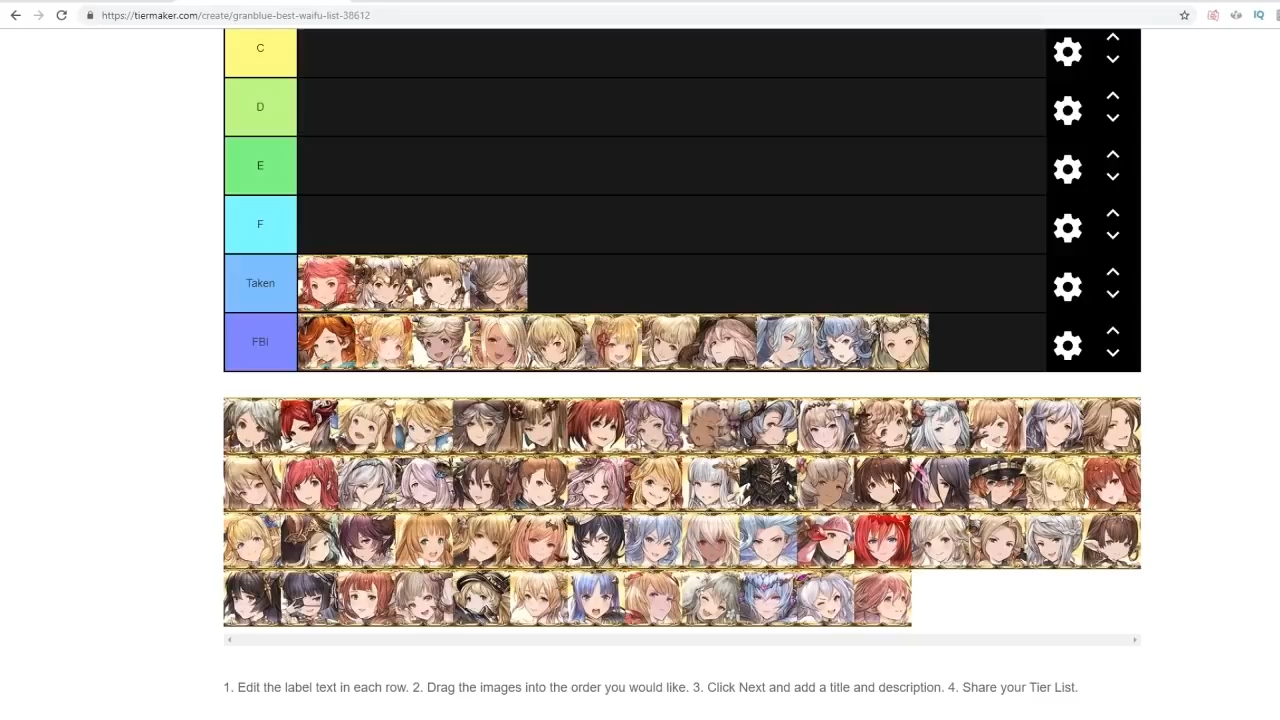 https://tiermaker.com/create/granblue-best-waifu-list-38612
IQ
C
D
E
F
Taken
FBI
1. Edit the label text in each row. 2. Drag the images into the order you would like. 3. Click Next and add a title and description. 4. Share your Tier List.